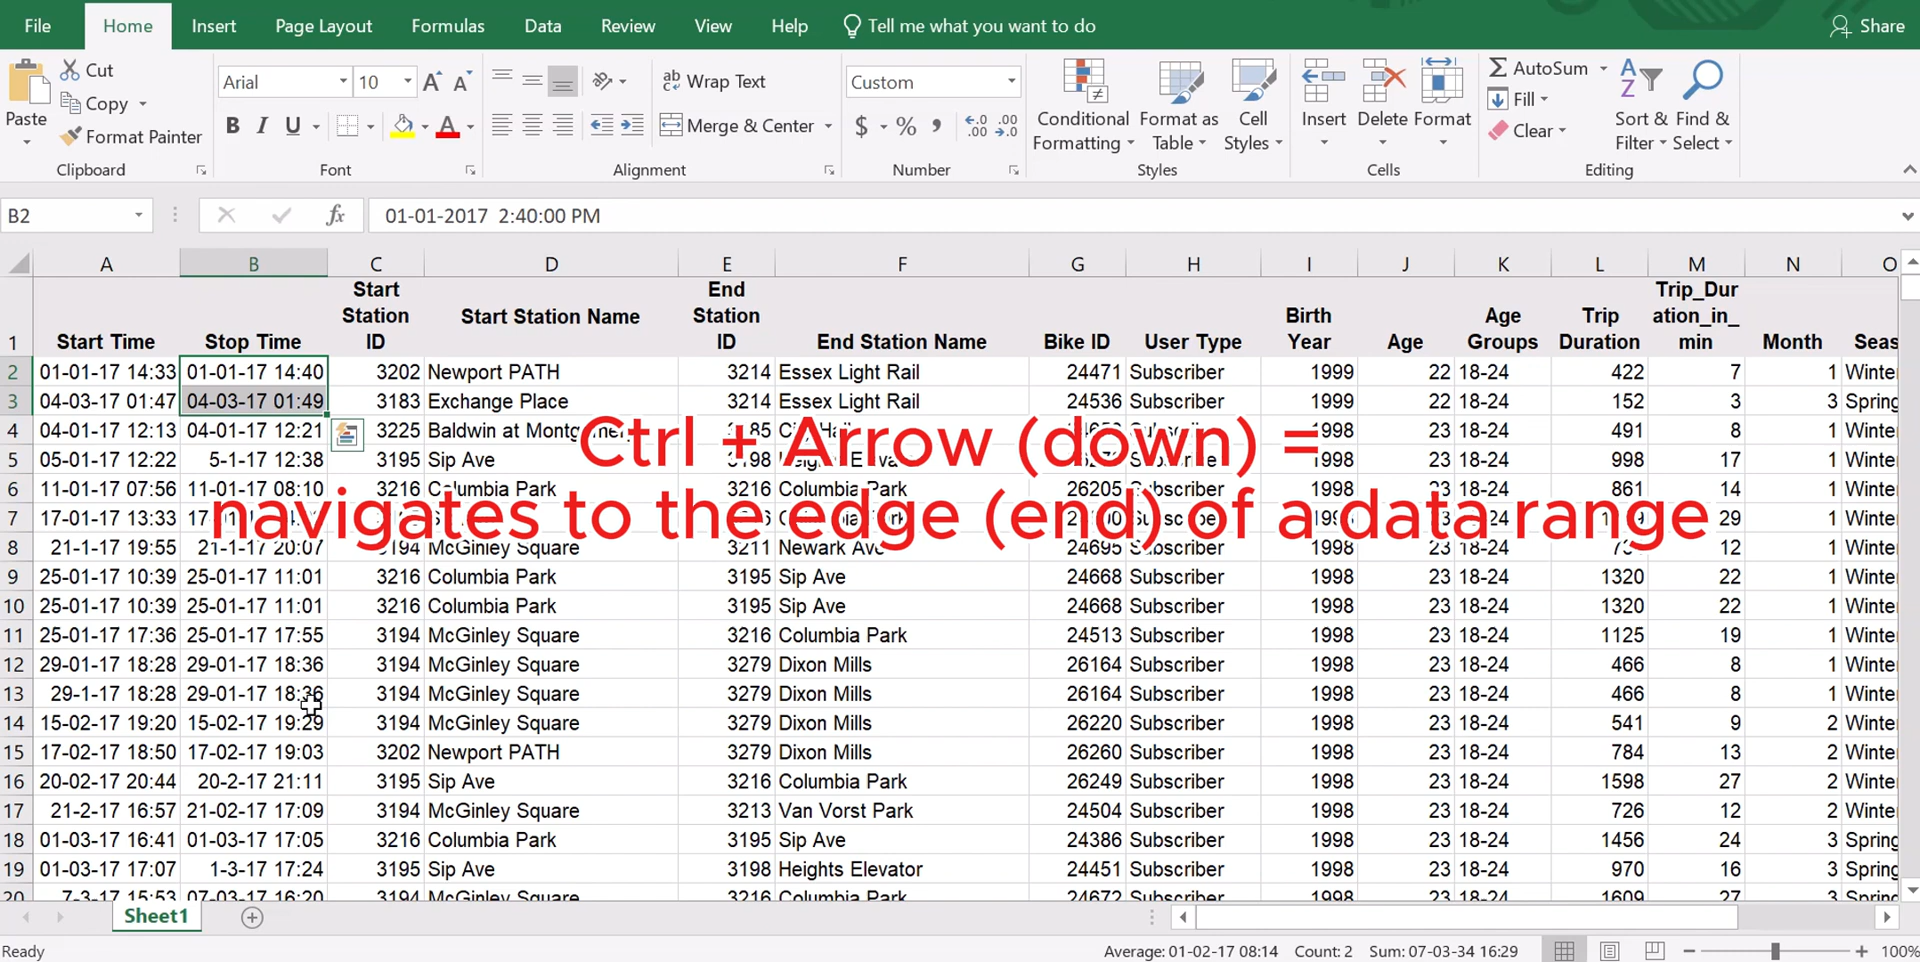 File Home Insert Page Layout Formulas Data Review View Help Tell me what you want to do Share
Paste Cut Copy Format Painter Clipboard
Arial 10 B I U Font
Wrap Text Merge & Center Alignment
Custom $ % , Number
Conditional Formatting Format as Table Cell Styles Styles
Insert Delete Format Cells
AutoSum Fill Clear Sort & Filter Find & Select Editing
B2 fx 01-01-2017 2:40:00 PM
A B C D E F G H I J K L M N O
1 Start Time Stop Time Start Station ID Start Station Name End Station ID End Station Name Bike ID User Type Birth Year Age Age Groups Trip Duration Trip_Duration_in_min Month Seas
2 01-01-17 14:33 01-01-17 14:40 3202 Newport PATH 3214 Essex Light Rail 24471 Subscriber 1999 22 18-24 422 7 1 Winte
3 04-03-17 01:47 04-03-17 01:49 3183 Exchange Place 3214 Essex Light Rail 24536 Subscriber 1999 22 18-24 152 3 3 Spring
Ctrl + Arrow (down) =
navigates to the edge (end) of a data range
4 04-01-17 12:13 04-01-17 12:21 3225 Baldwin at 1998 23 18-24 491 8 1 Winte
5 05-01-17 12:22 5-1-17 12:38 3195 Sip Ave 1998 23 18-24 998 17 1 Winte
6 11-01-17 07:56 11-01-17 08:10 3216 Columbia Park 3216 Columbia Park 26205 Subscriber 1998 23 18-24 861 14 1 Winte
7 17-01-17 13:33 18-24 29 1 Winte
8 21-1-17 19:55 21-1-17 20:07 3194 McGinley Square 3211 Newark Ave 24695 Subscriber 1998 23 18-24 12 1 Winte
9 25-01-17 10:39 25-01-17 11:01 3216 Columbia Park 3195 Sip Ave 24668 Subscriber 1998 23 18-24 1320 22 1 Winte
10 25-01-17 10:39 25-01-17 11:01 3216 Columbia Park 3195 Sip Ave 24668 Subscriber 1998 23 18-24 1320 22 1 Winte
11 25-01-17 17:36 25-01-17 17:55 3194 McGinley Square 3216 Columbia Park 24513 Subscriber 1998 23 18-24 1125 19 1 Winte
12 29-01-17 18:28 29-01-17 18:36 3194 McGinley Square 3279 Dixon Mills 26164 Subscriber 1998 23 18-24 466 8 1 Winte
13 29-1-17 18:28 29-01-17 18:36 3194 McGinley Square 3279 Dixon Mills 26164 Subscriber 1998 23 18-24 466 8 1 Winte
14 15-02-17 19:20 15-02-17 19:29 3194 McGinley Square 3279 Dixon Mills 26220 Subscriber 1998 23 18-24 541 9 2 Winte
15 17-02-17 18:50 17-02-17 19:03 3202 Newport PATH 3279 Dixon Mills 26260 Subscriber 1998 23 18-24 784 13 2 Winte
16 20-02-17 20:44 20-2-17 21:11 3195 Sip Ave 3216 Columbia Park 26249 Subscriber 1998 23 18-24 1598 27 2 Winte
17 21-2-17 16:57 21-02-17 17:09 3194 McGinley Square 3213 Van Vorst Park 24504 Subscriber 1998 23 18-24 726 12 2 Winte
18 01-03-17 16:41 01-03-17 17:05 3216 Columbia Park 3195 Sip Ave 24386 Subscriber 1998 23 18-24 1456 24 3 Spring
19 01-03-17 17:07 1-3-17 17:24 3195 Sip Ave 3198 Heights Elevator 24451 Subscriber 1998 23 18-24 970 16 3 Spring
20 7-3-17 15:53 07-03-17 16:20 3194 McGinley Square 3216 Columbia Park 24672 Subscriber 1998 23 18-24 1609 27 3 Spring
Sheet1
Ready Average: 01-02-17 08:14 Count: 2 Sum: 07-03-34 16:29 100%